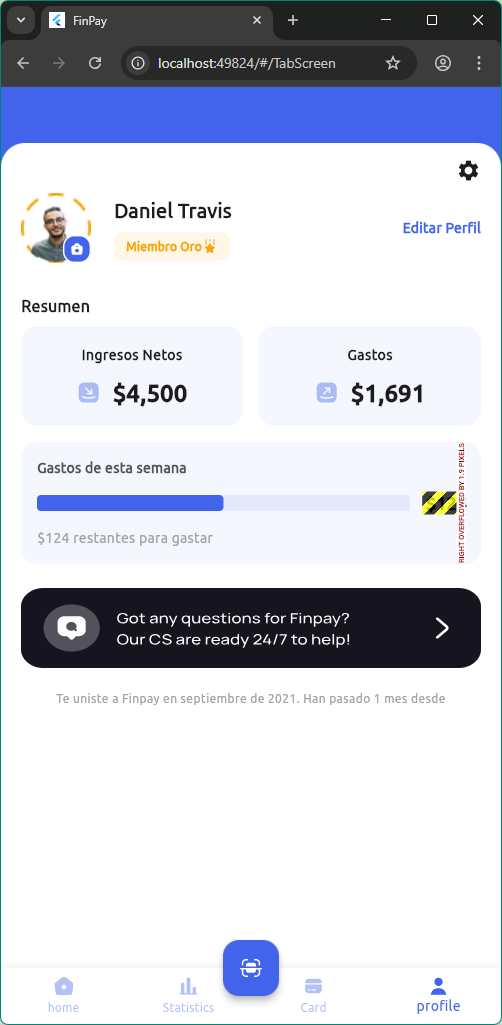 FinPay
localhost:49824/#/TabScreen
Daniel Travis
Miembro Oro
Editar Perfil
Resumen
Ingresos Netos
Gastos
$4,500
$1,691
Gastos de esta semana
RIGHT OVERFLOWED BY 1.9 PIXELS
$124 restantes para gastar
Got any questions for Finpay?
Our CS are ready 24/7 to help!
Te uniste a Finpay en septiembre de 2021. Han pasado 1 mes desde
home
Statistics
Card
profile